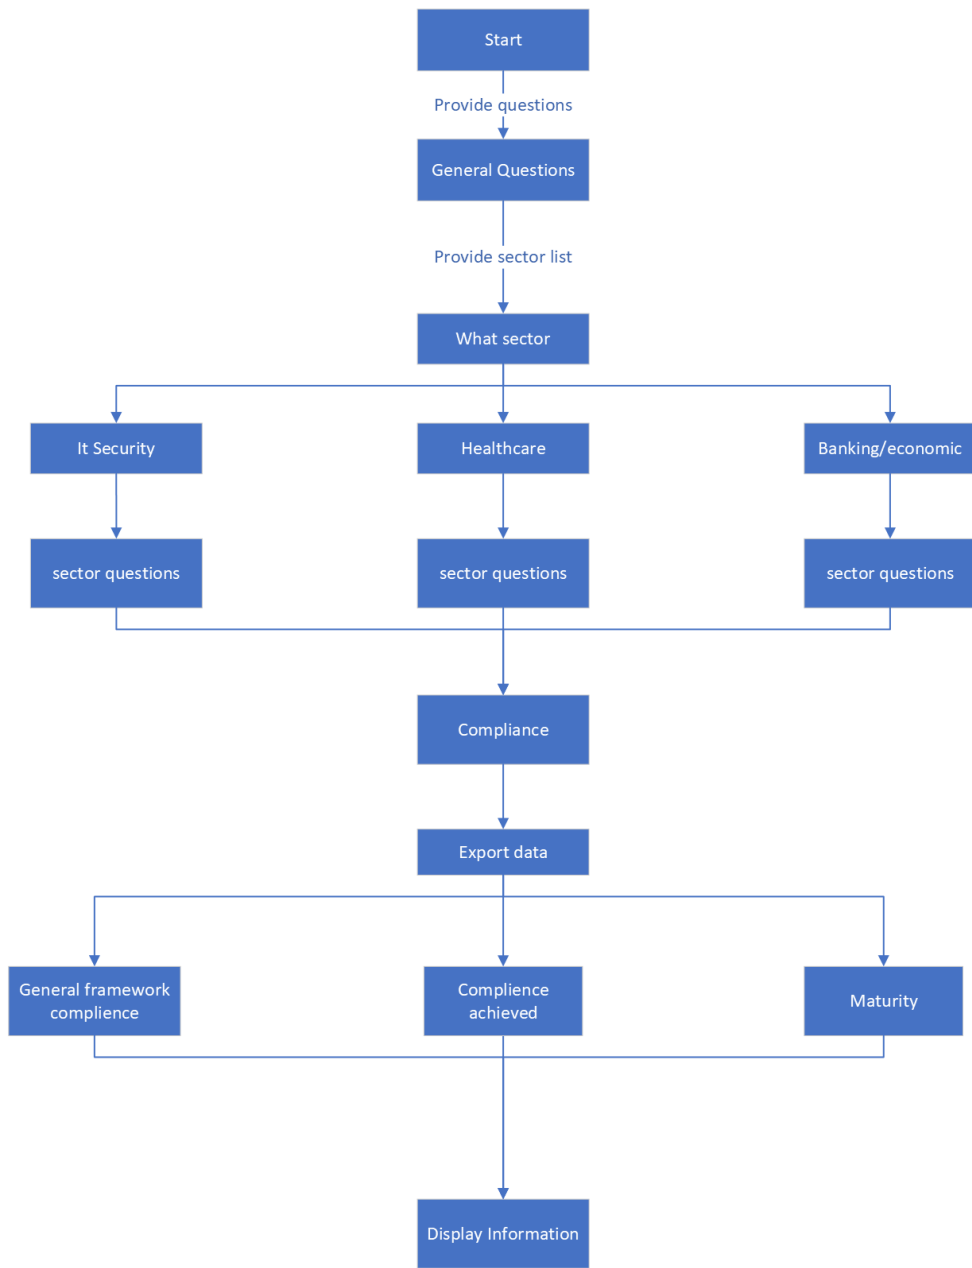 Start
Provide questions
General Questions
Provide sector list
What sector
It Security
Healthcare
Banking/economic
sector questions
sector questions
sector questions
Compliance
Export data
General framework
complience
Complience
achieved
Maturity
Display Information